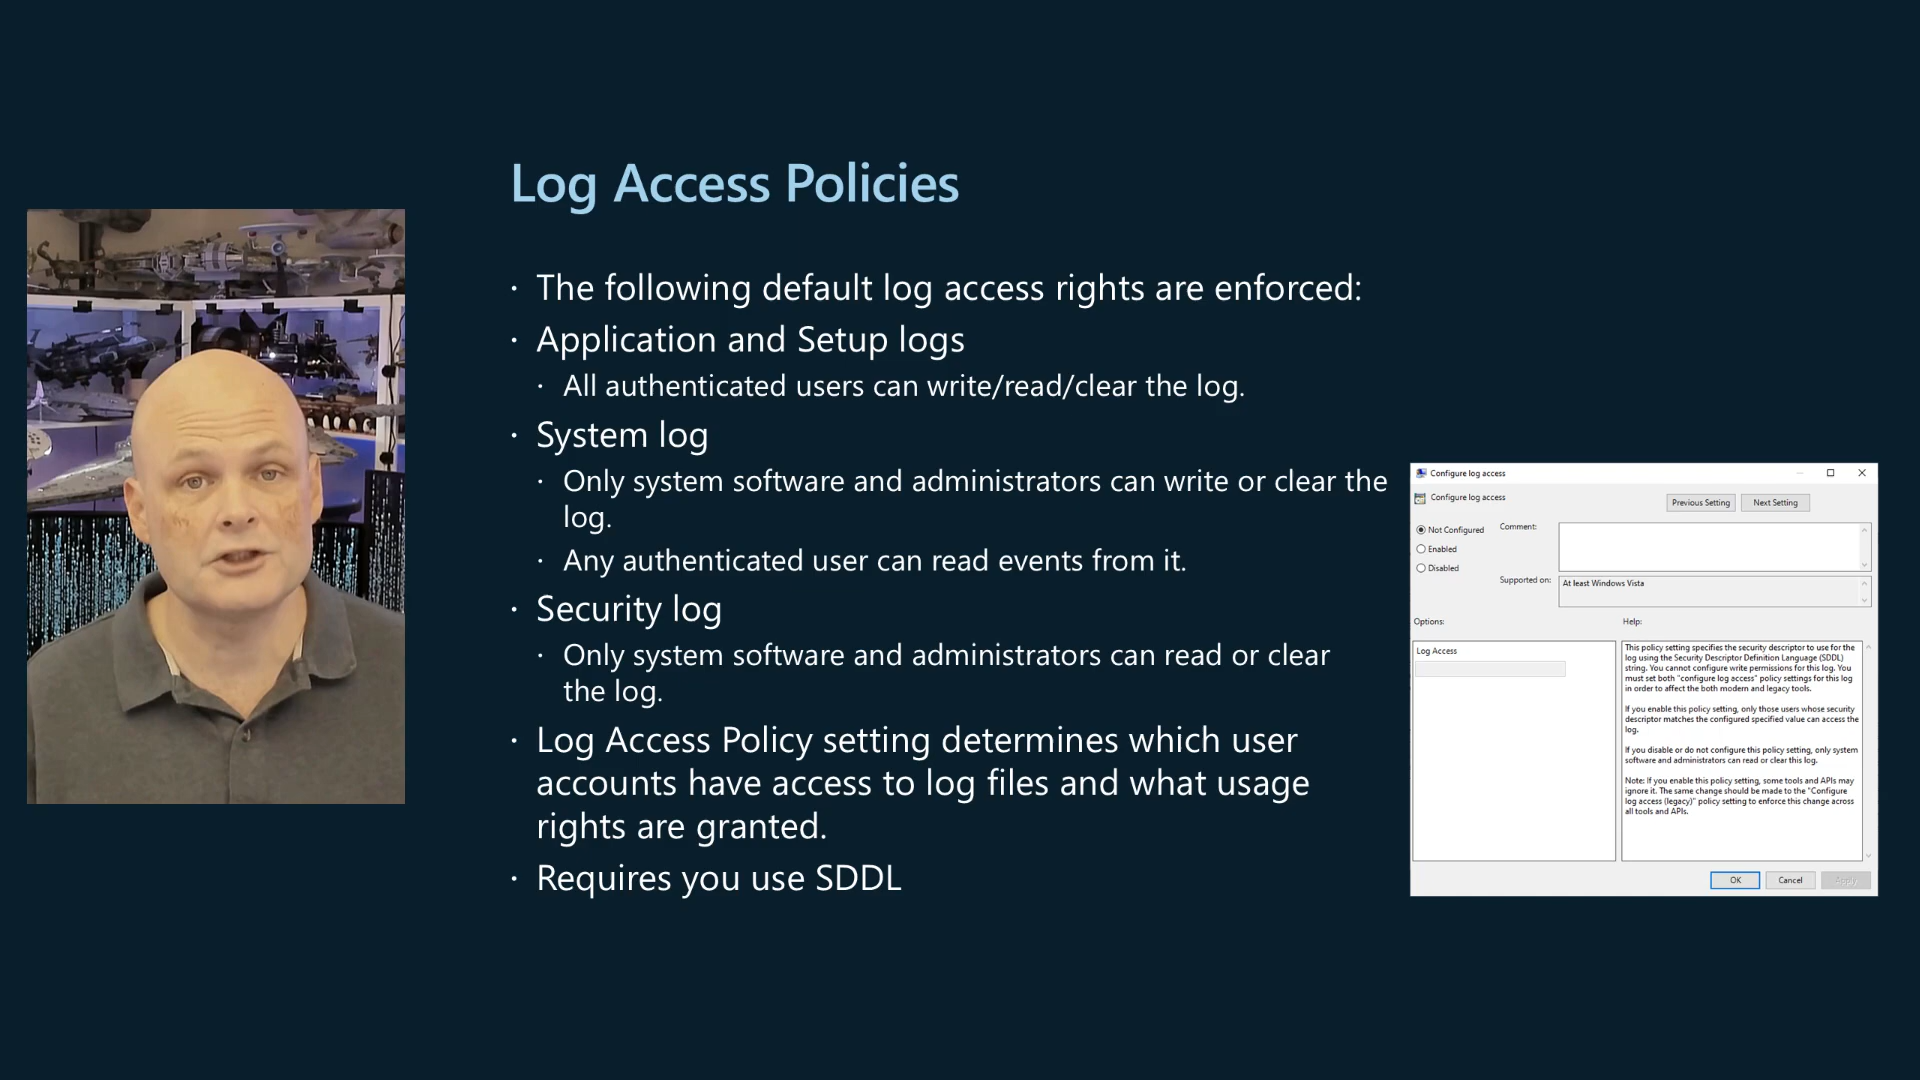 Log Access Policies
· The following default log access rights are enforced:
· Application and Setup logs
· All authenticated users can write/read/clear the log.
· System log
· Only system software and administrators can write or clear the
log.
· Any authenticated user can read events from it.
· Security log
· Only system software and administrators can read or clear
the log.
· Log Access Policy setting determines which user
accounts have access to log files and what usage
rights are granted.
· Requires you use SDDL
Configure log access
Configure log access
Previous Setting
Next Setting
Not Configured
Enabled
Disabled
Comment:
Supported on:
At least Windows Vista
Options:
Help:
Log Access
This policy setting specifies the security descriptor to use for the
log using the Security Descriptor Definition Language (SDDL)
string. You cannot configure write permissions for this log. You
must set both "configure log access" policy settings for this log
in order to affect the both modern and legacy tools.
If you enable this policy setting, only those users whose security
descriptor matches the configured specified value can access the
log.
If you disable or do not configure this policy setting, only system
software and administrators can read or clear this log.
Note: If you enable this policy setting, some tools and APIs may
ignore it. The same change should be made to the "Configure
log access (legacy)" policy setting to enforce this change across
all tools and APIs.
OK
Cancel
Apply